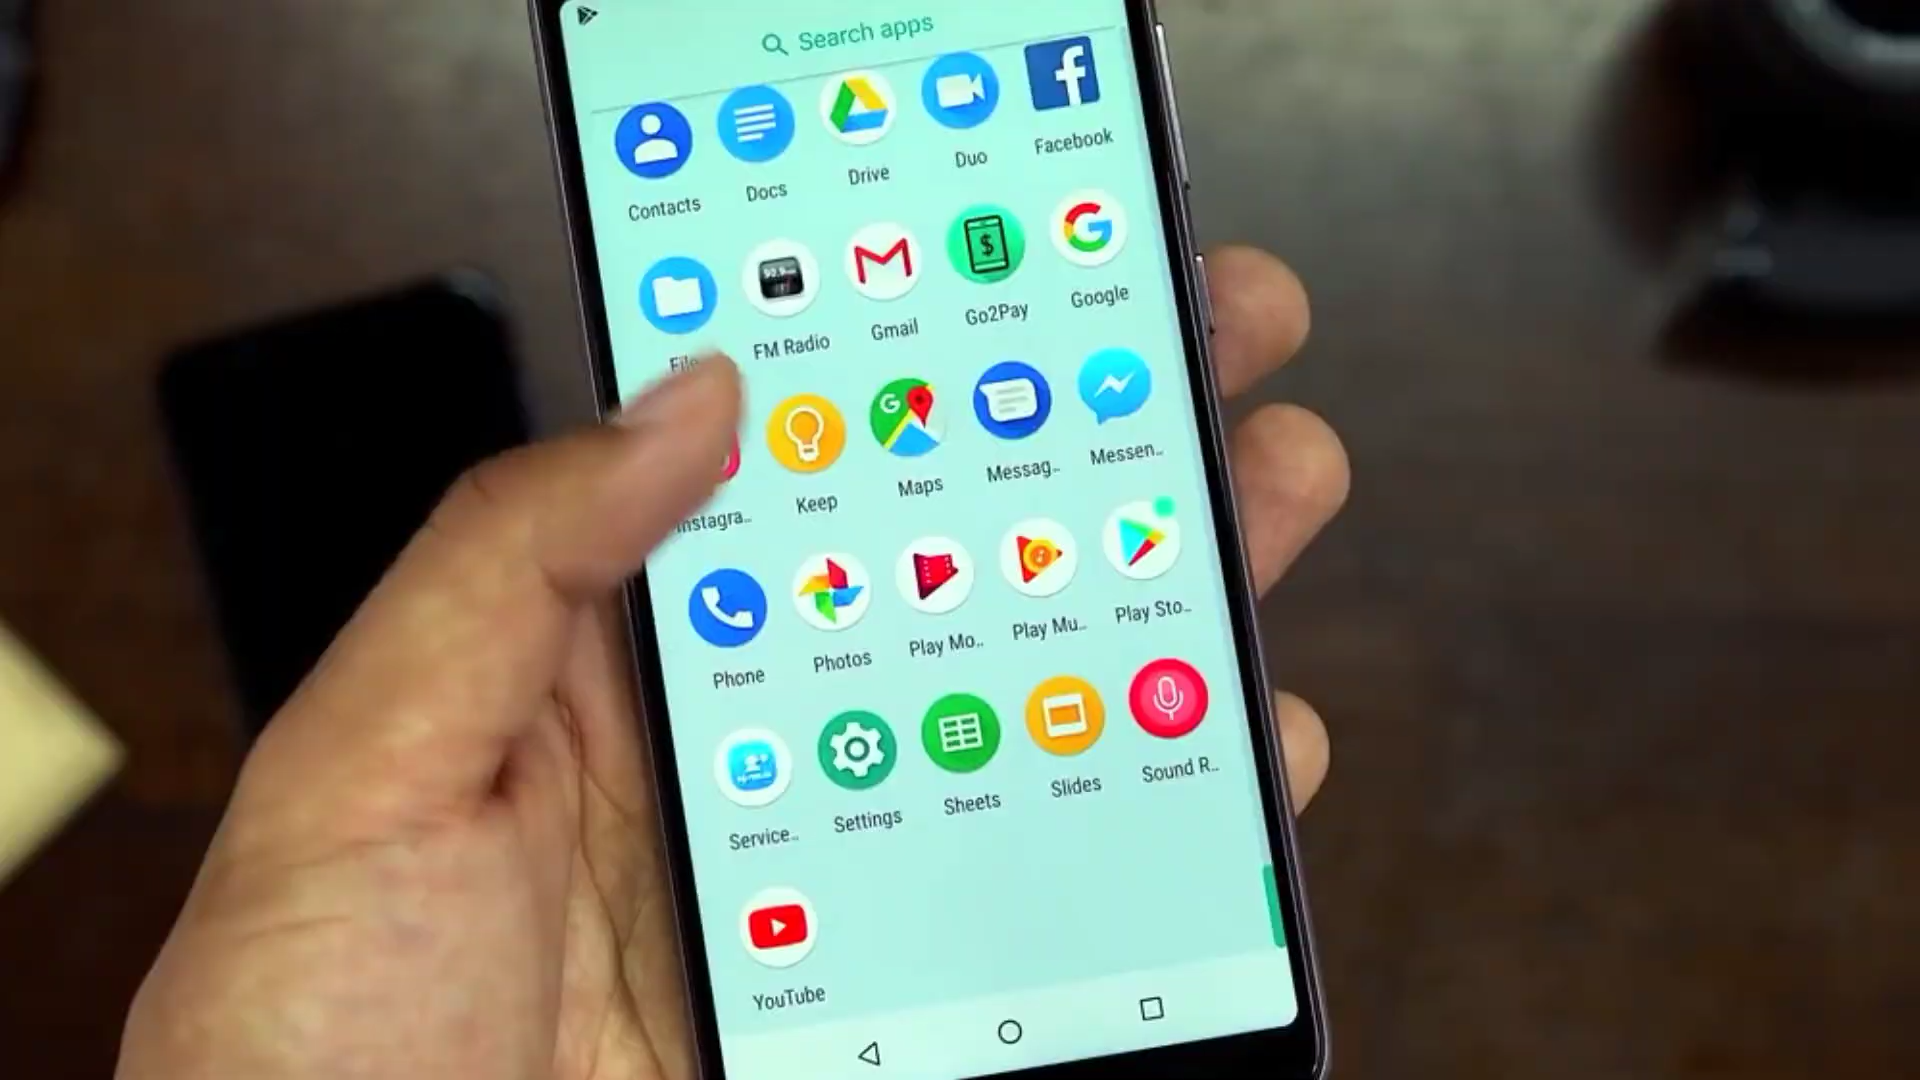 Search apps
Contacts
Docs
Drive
Duo
Facebook
FM Radio
Gmail
Go2Pay
Google
Instagra..
Keep
Maps
Messag..
Messen..
Phone
Photos
Play Mo..
Play Mu..
Play Sto..
Service..
Settings
Sheets
Slides
Sound R..
YouTube